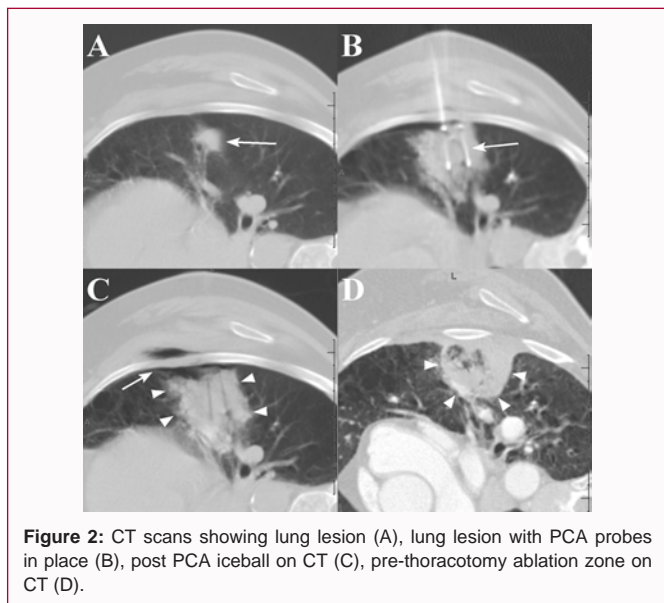 A
B
C
D
L
Figure 2: CT scans showing lung lesion (A), lung lesion with PCA probes
in place (B), post PCA iceball on CT (C), pre-thoracotomy ablation zone on
CT (D).